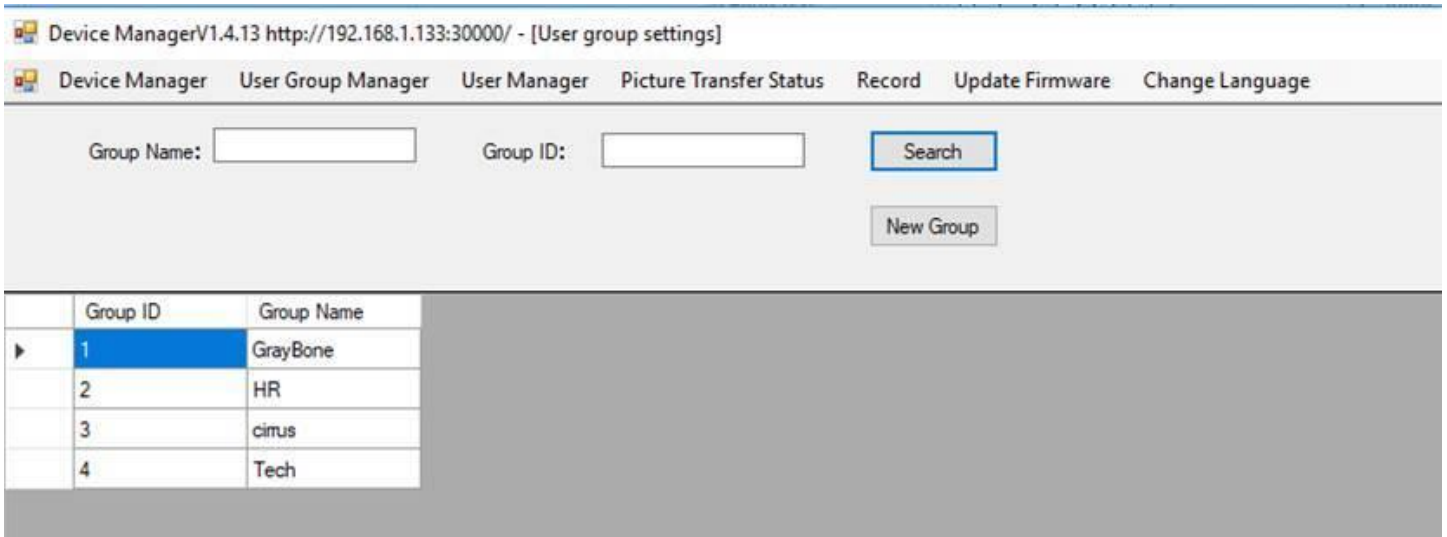 Device ManagerV1.4.13 http://192.168.1.133:30000/ - [User group settings]
Device Manager User Group Manager User Manager Picture Transfer Status Record Update Firmware Change Language
Group Name: Group ID: Search
New Group
Group ID Group Name
1 GrayBone
2 HR
3 cirrus
4 Tech